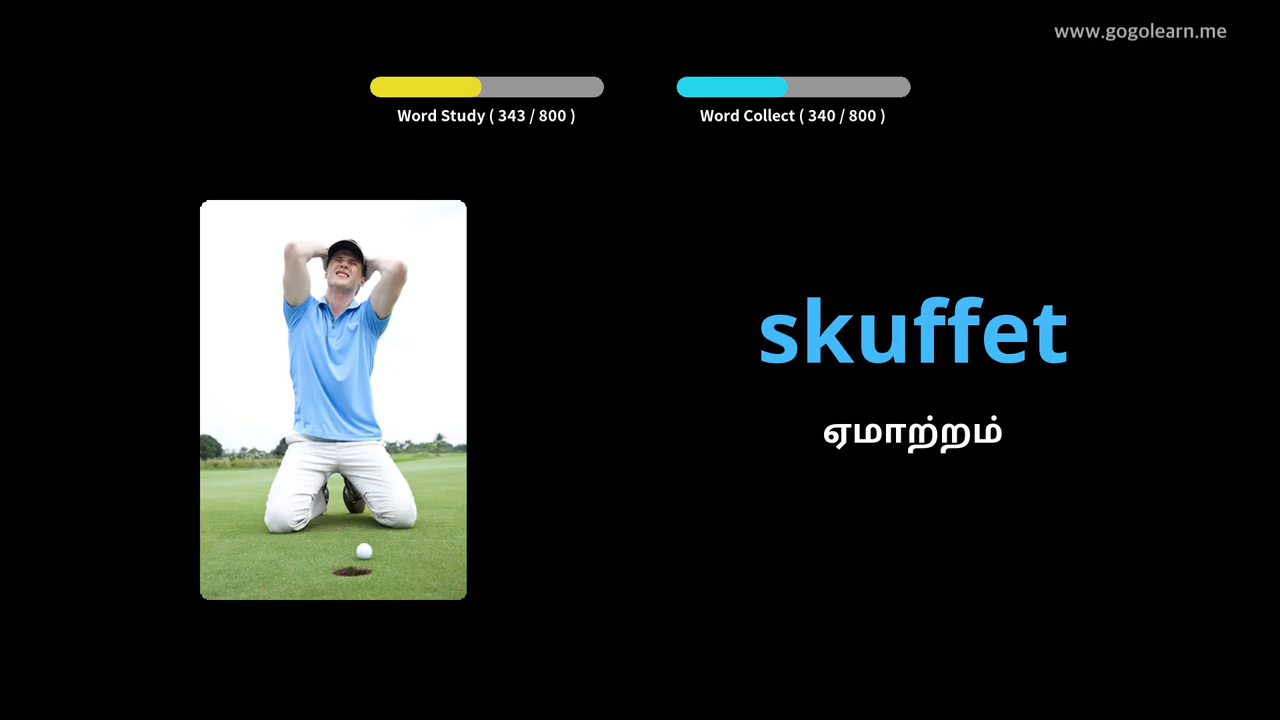 www.gogolearn.me
Word Study ( 343 / 800 )
Word Collect ( 340 / 800 )
skuffet
ஏமாற்றம்